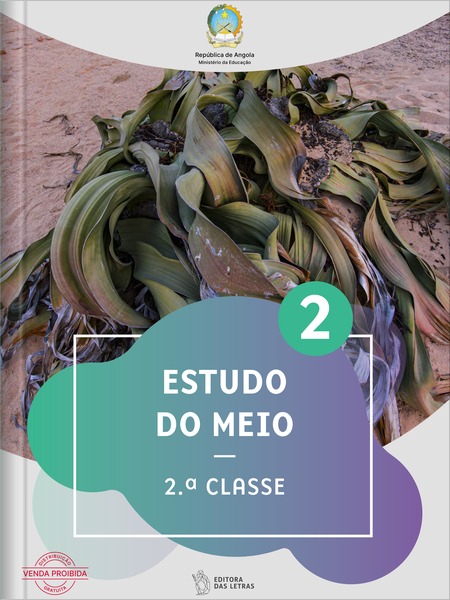 República de Angola
Ministério da Educação
2
ESTUDO
DO MEIO
2.ª CLASSE
DISTRIBUIÇÃO
VENDA PROIBIDA
GRATUITA
EDITORA
DAS LETRAS